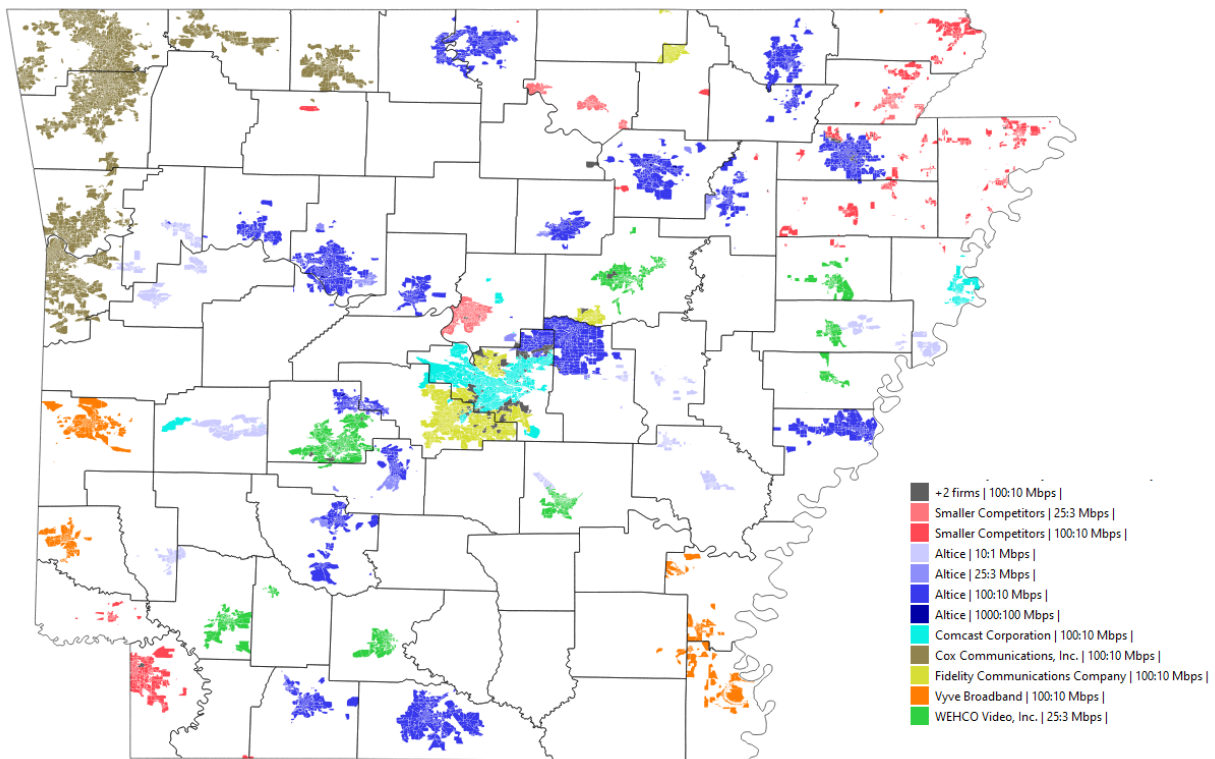 +2 firms | 100:10 Mbps |
Smaller Competitors | 25:3 Mbps |
Smaller Competitors | 100:10 Mbps |
Altice | 10:1 Mbps |
Altice | 25:3 Mbps |
Altice | 100:10 Mbps |
Altice | 1000:100 Mbps |
Comcast Corporation | 100:10 Mbps |
Cox Communications, Inc. | 100:10 Mbps |
Fidelity Communications Company | 100:10 Mbps |
Vyve Broadband | 100:10 Mbps |
WEHCO Video, Inc. | 25:3 Mbps |